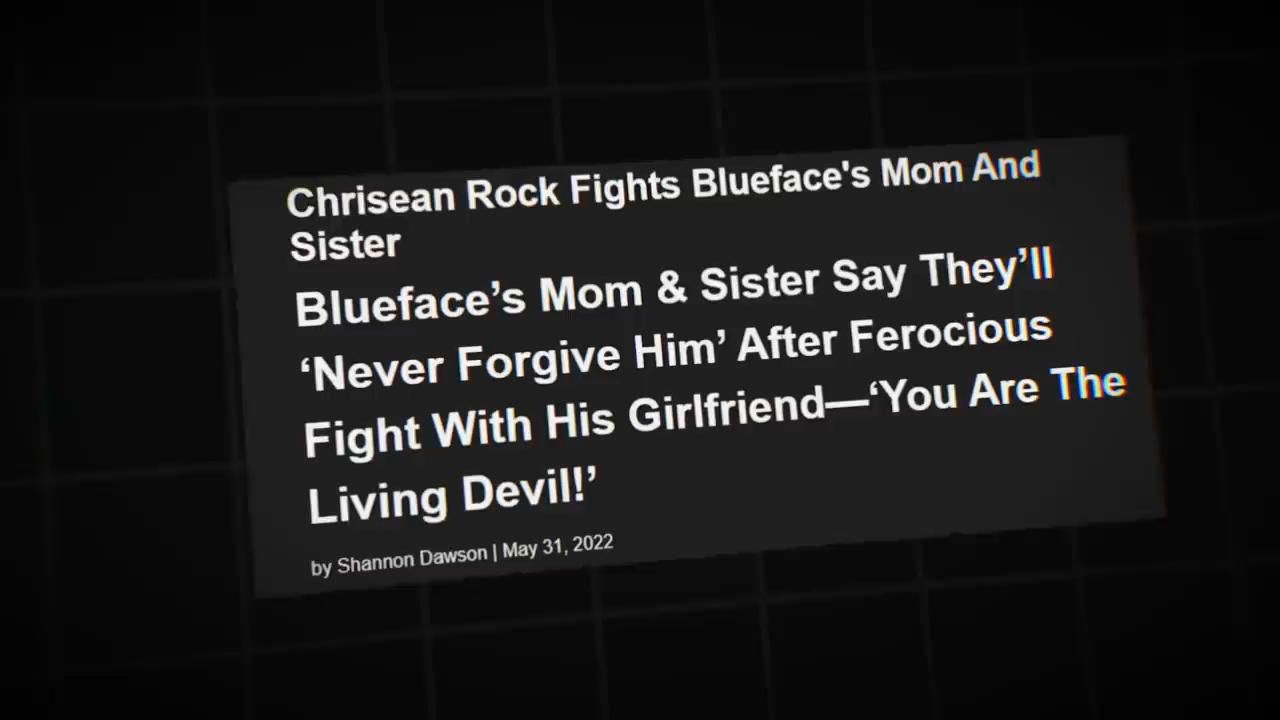 Chrisean Rock Fights Blueface's Mom And
Sister
Blueface’s Mom & Sister Say They’ll
‘Never Forgive Him’ After Ferocious
Fight With His Girlfriend—‘You Are The
Living Devil!’
by Shannon Dawson | May 31, 2022